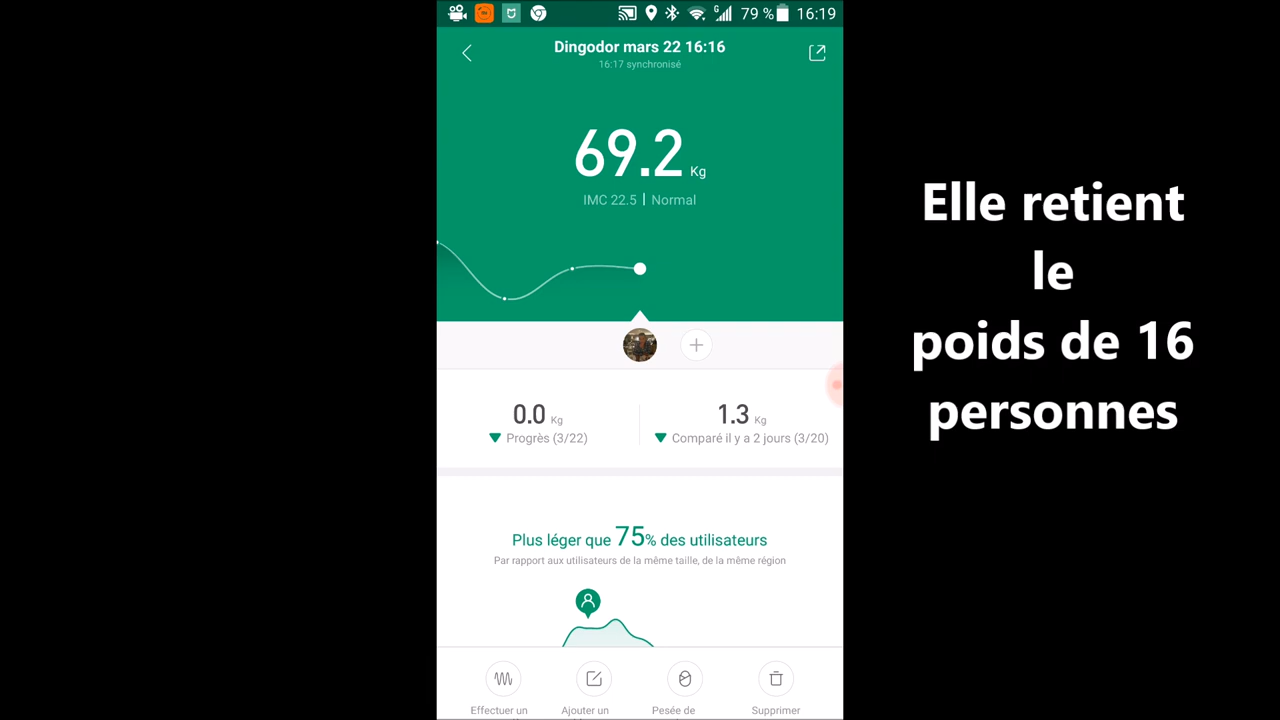 79 % 16:19
Dingodor mars 22 16:16
16:17 synchronisé
69.2 Kg
IMC 22.5 | Normal
0.0 Kg
Progrès (3/22)
1.3 Kg
Comparé il y a 2 jours (3/20)
Plus léger que 75% des utilisateurs
Par rapport aux utilisateurs de la même taille, de la même région
Effectuer un
Ajouter un
Pesée de
Supprimer
Elle retient
le
poids de 16
personnes